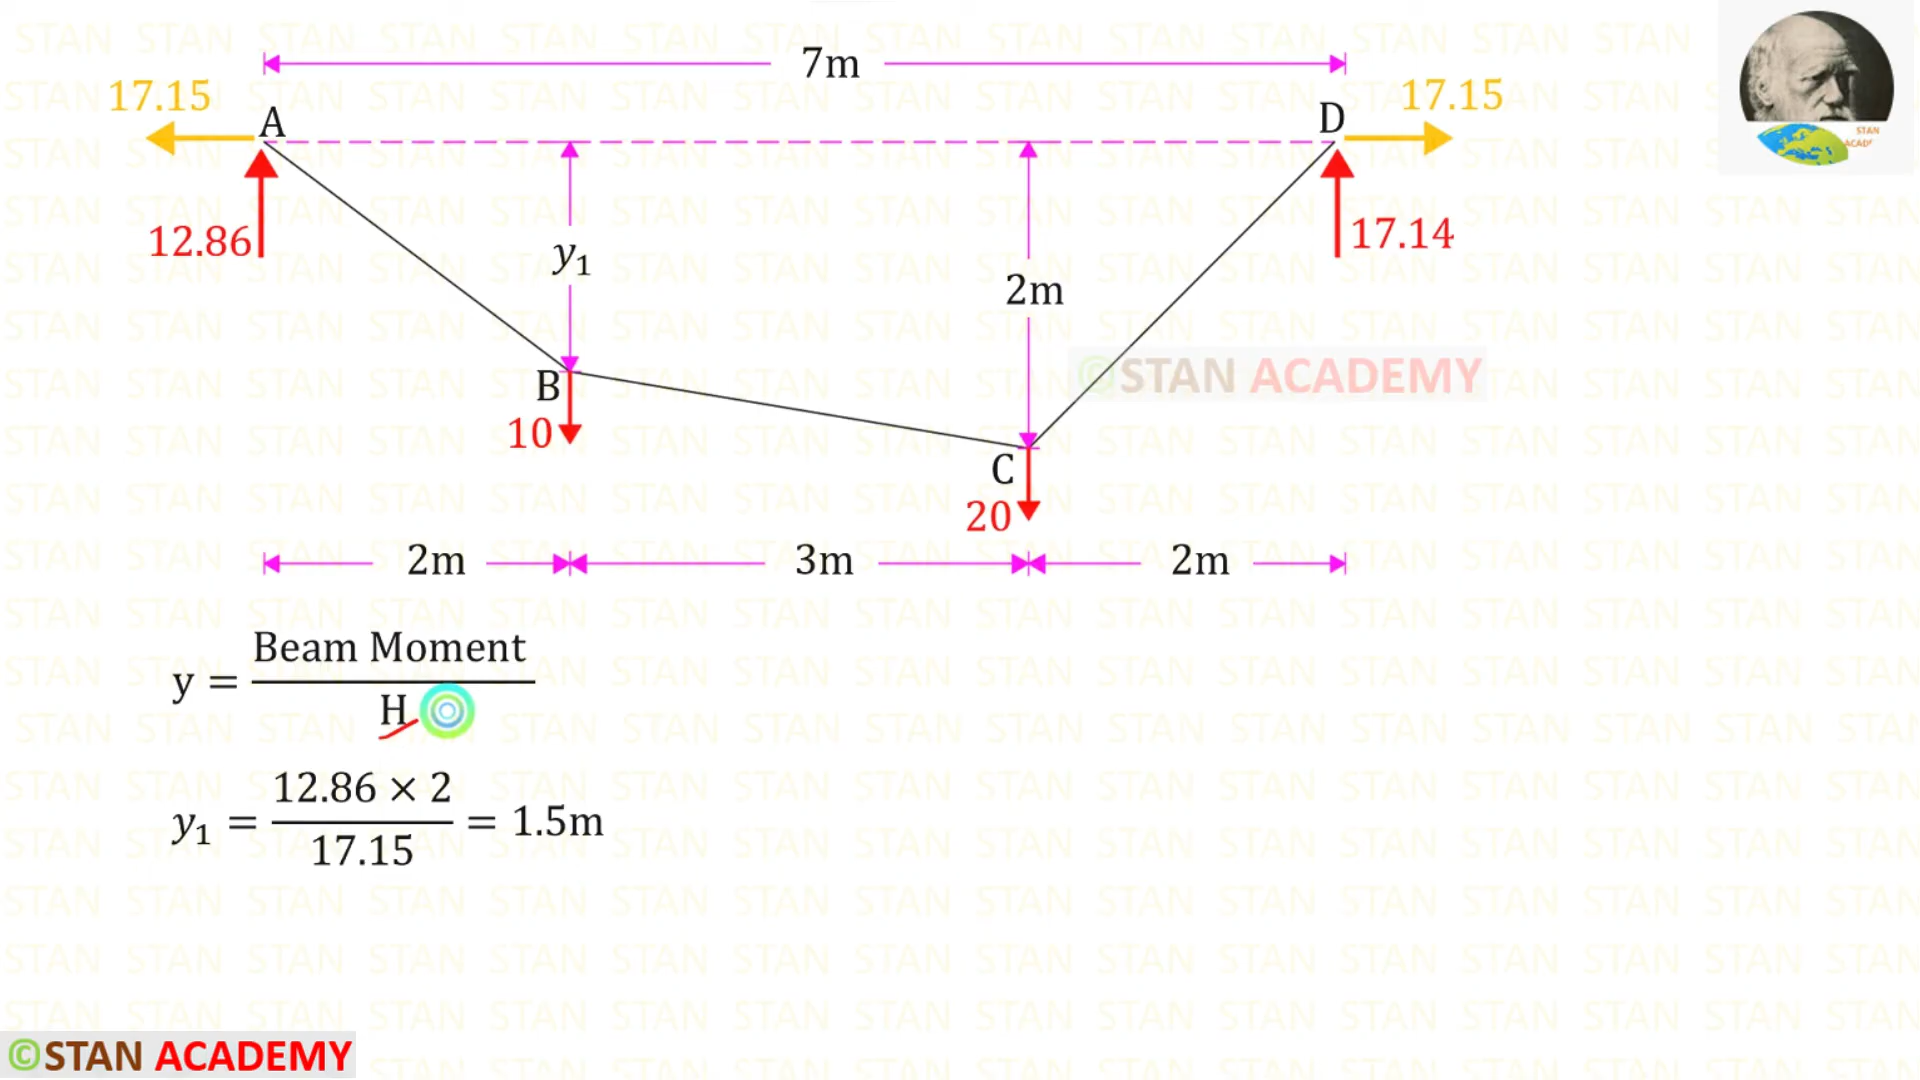 7m
17.15
17.15
A
D
12.86
17.14
y₁
2m
B
10
C
20
©STAN ACADEMY
2m
3m
2m
y = Beam Moment / H
y₁ = 12.86 × 2 / 17.15 = 1.5m
©STAN ACADEMY
STAN